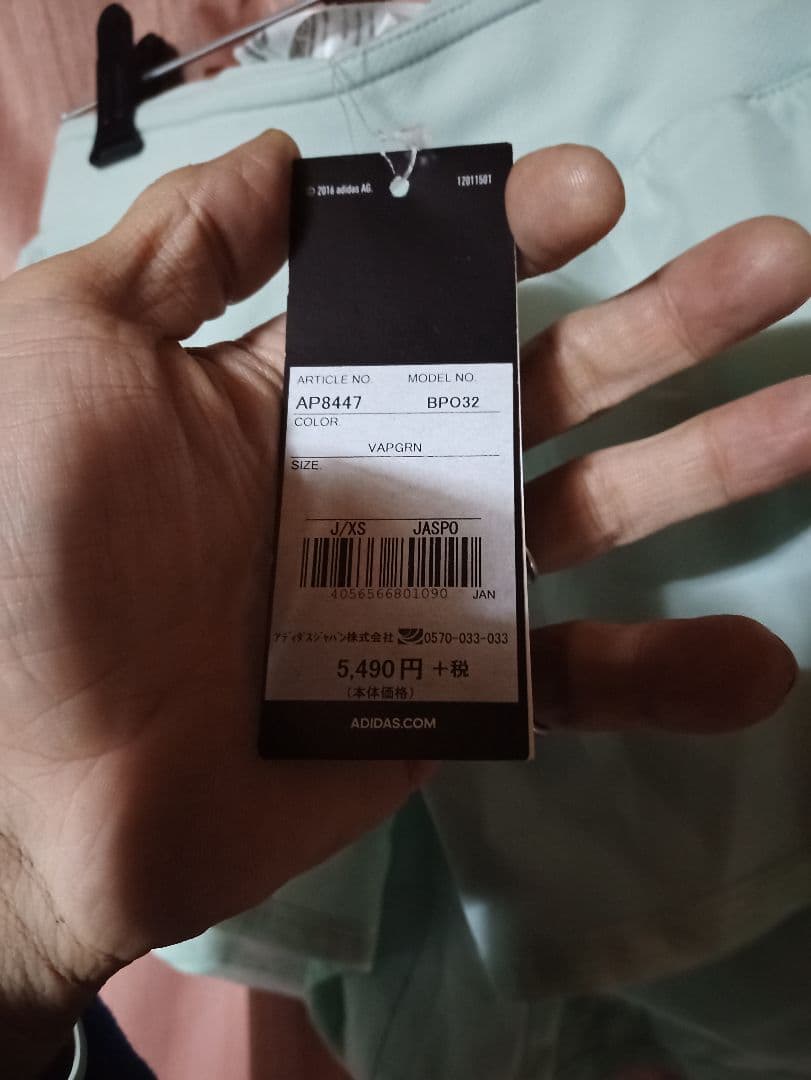 © 2016 adidas AG. 12011501
ARTICLE NO. MODEL NO.
AP8447 BPO32
COLOR.
VAPGRN
SIZE.
J/XS JASPO
4056566801090 JAN
アディダスジャパン株式会社 0570-033-033
5,490円 +税
(本体価格)
ADIDAS.COM